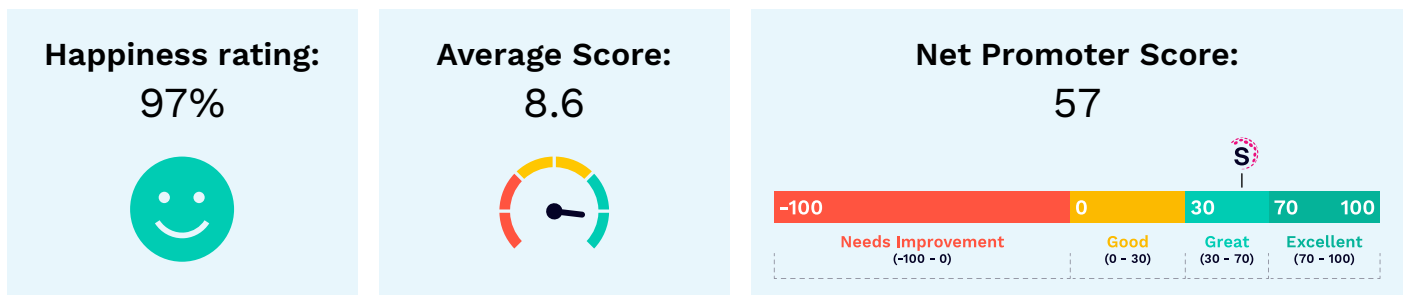 Happiness rating:
97%
Average Score:
8.6
Net Promoter Score:
57
S
-100 0 30 70 100
Needs Improvement Good Great Excellent
(-100 - 0) (0 - 30) (30 - 70) (70 - 100)